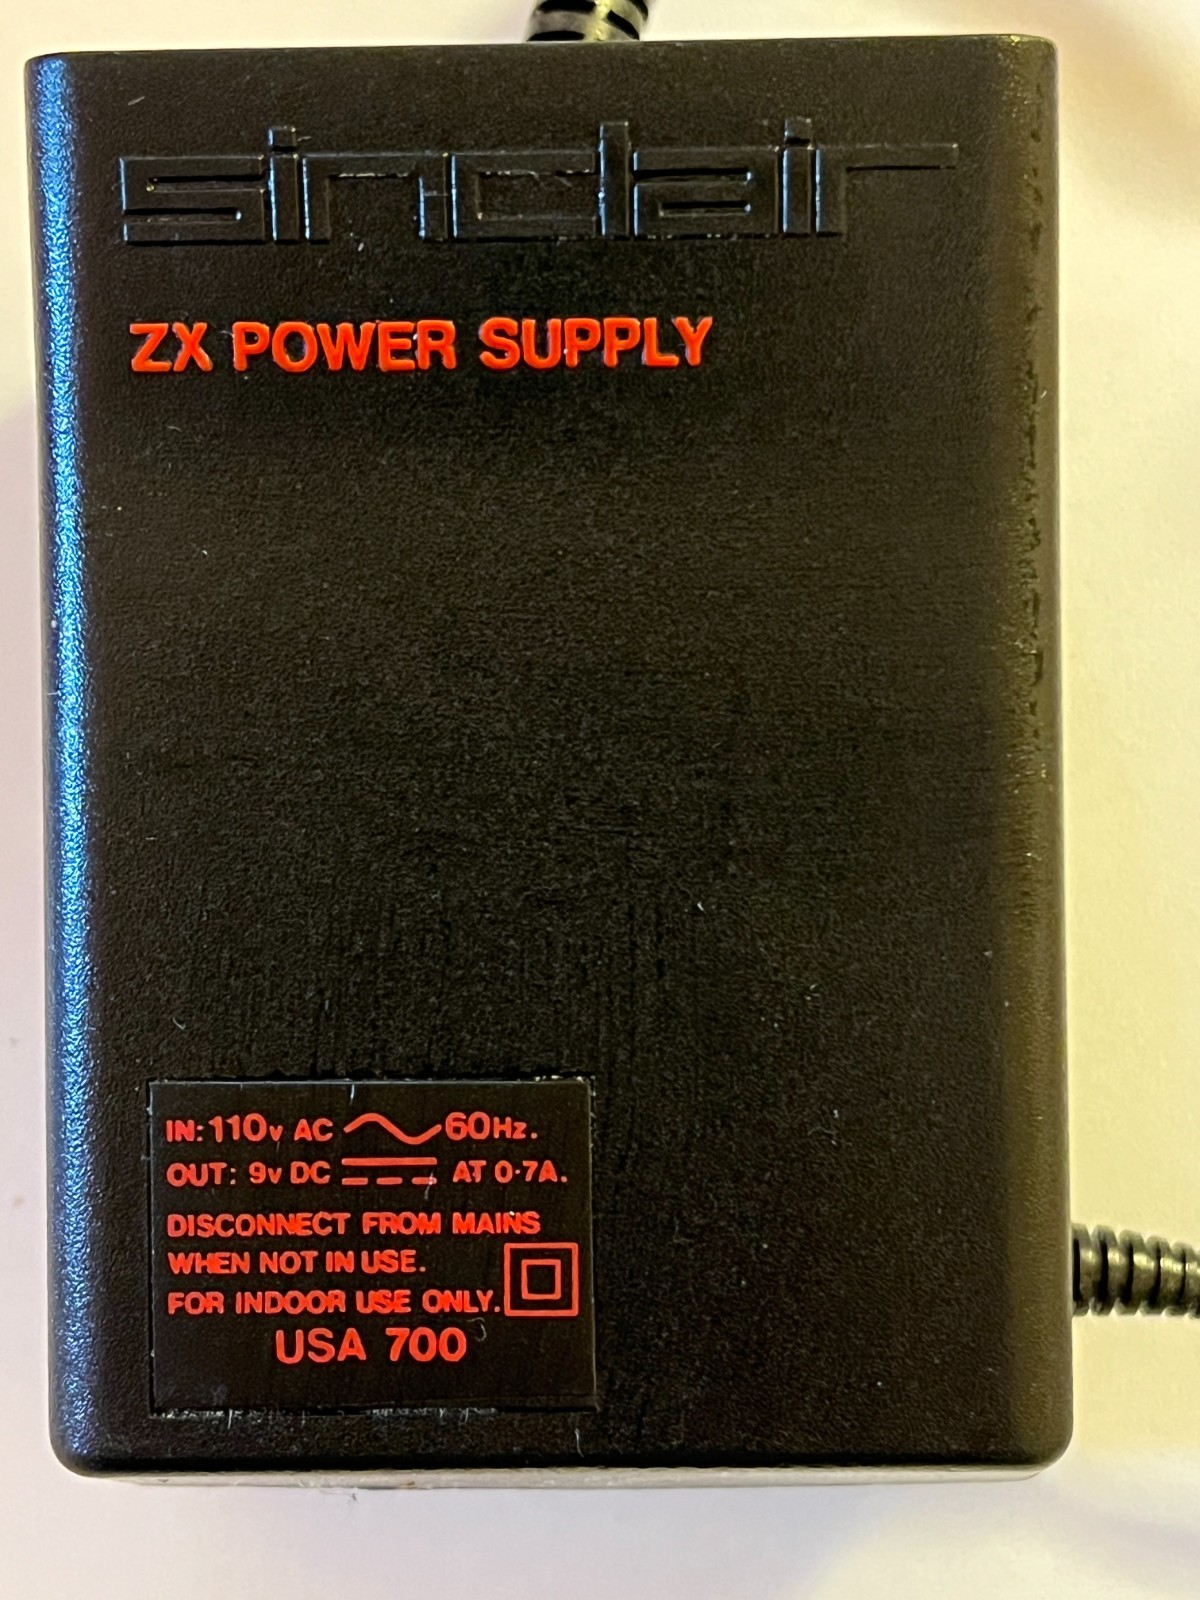 sinclair
ZX POWER SUPPLY
IN: 110v AC 60Hz.
OUT: 9v DC AT 0·7A.
DISCONNECT FROM MAINS
WHEN NOT IN USE.
FOR INDOOR USE ONLY.
USA 700